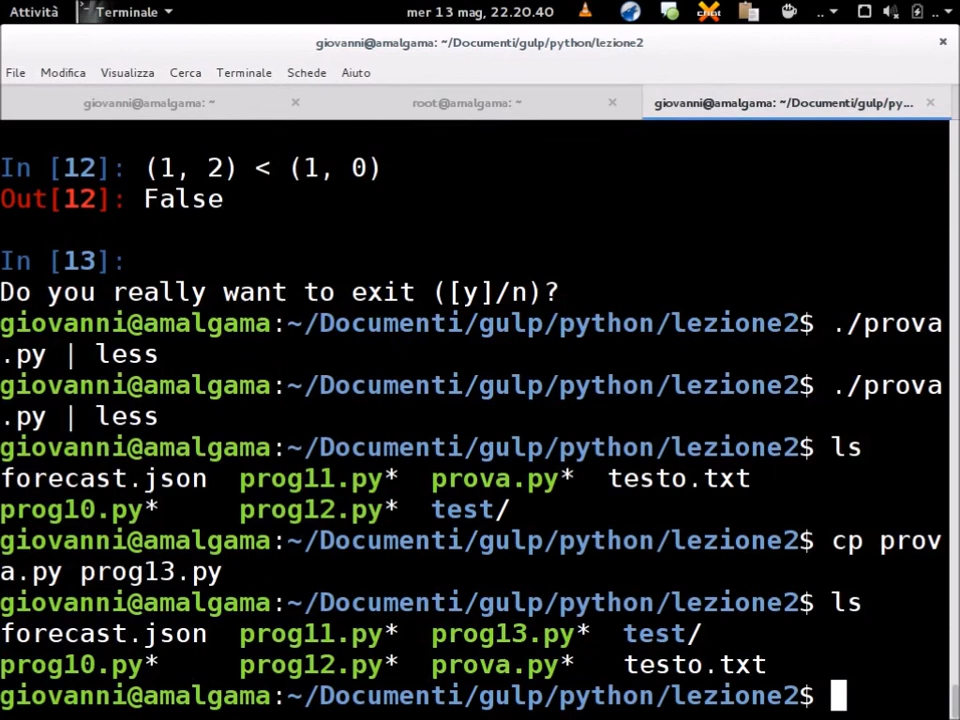 Attività Terminale mer 13 mag, 22.20.40
giovanni@amalgama: ~/Documenti/gulp/python/lezione2
File Modifica Visualizza Cerca Terminale Schede Aiuto
giovanni@amalgama: ~ root@amalgama: ~ giovanni@amalgama: ~/Documenti/gulp/py...
In [12]: (1, 2) < (1, 0)
Out[12]: False
In [13]:
Do you really want to exit ([y]/n)?
giovanni@amalgama:~/Documenti/gulp/python/lezione2$ ./prova
.py | less
giovanni@amalgama:~/Documenti/gulp/python/lezione2$ ./prova
.py | less
giovanni@amalgama:~/Documenti/gulp/python/lezione2$ ls
forecast.json prog11.py* prova.py* testo.txt
prog10.py* prog12.py* test/
giovanni@amalgama:~/Documenti/gulp/python/lezione2$ cp prov
a.py prog13.py
giovanni@amalgama:~/Documenti/gulp/python/lezione2$ ls
forecast.json prog11.py* prog13.py* test/
prog10.py* prog12.py* prova.py* testo.txt
giovanni@amalgama:~/Documenti/gulp/python/lezione2$